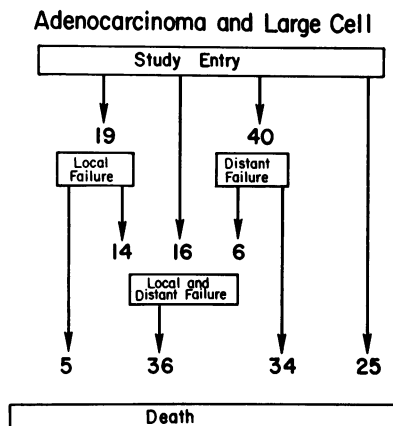 Adenocarcinoma and Large Cell
Study Entry
19
40
Local
Failure
Distant
Failure
14
16
6
Local and
Distant Failure
5
36
34
25
Death